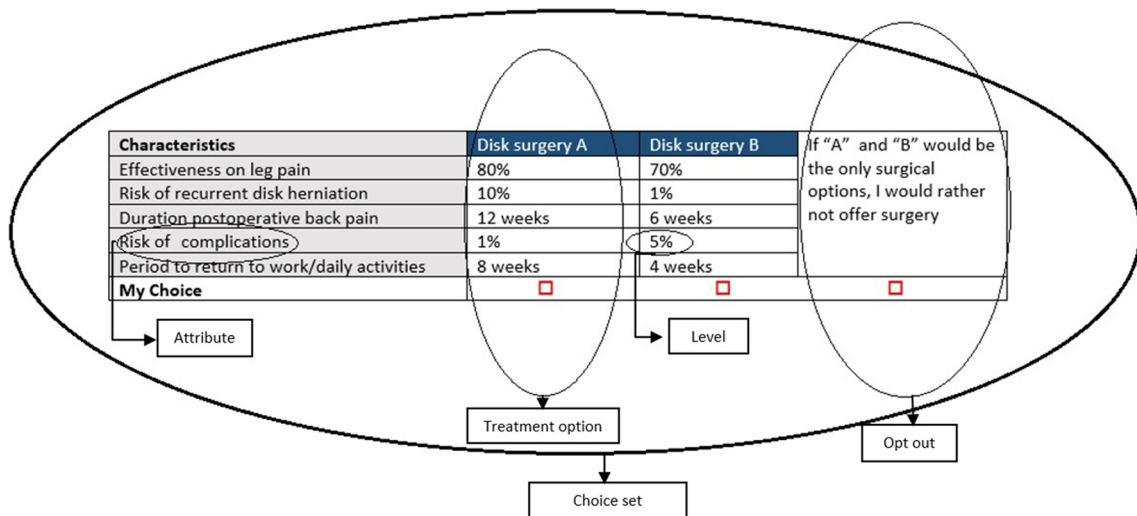 Characteristics Disk surgery A Disk surgery B If “A” and “B” would be
Effectiveness on leg pain 80% 70% the only surgical
Risk of recurrent disk herniation 10% 1% options, I would rather
Duration postoperative back pain 12 weeks 6 weeks not offer surgery
Risk of complications 1% 5%
Period to return to work/daily activities 8 weeks 4 weeks
My Choice
Attribute
Level
Treatment option
Opt out
Choice set